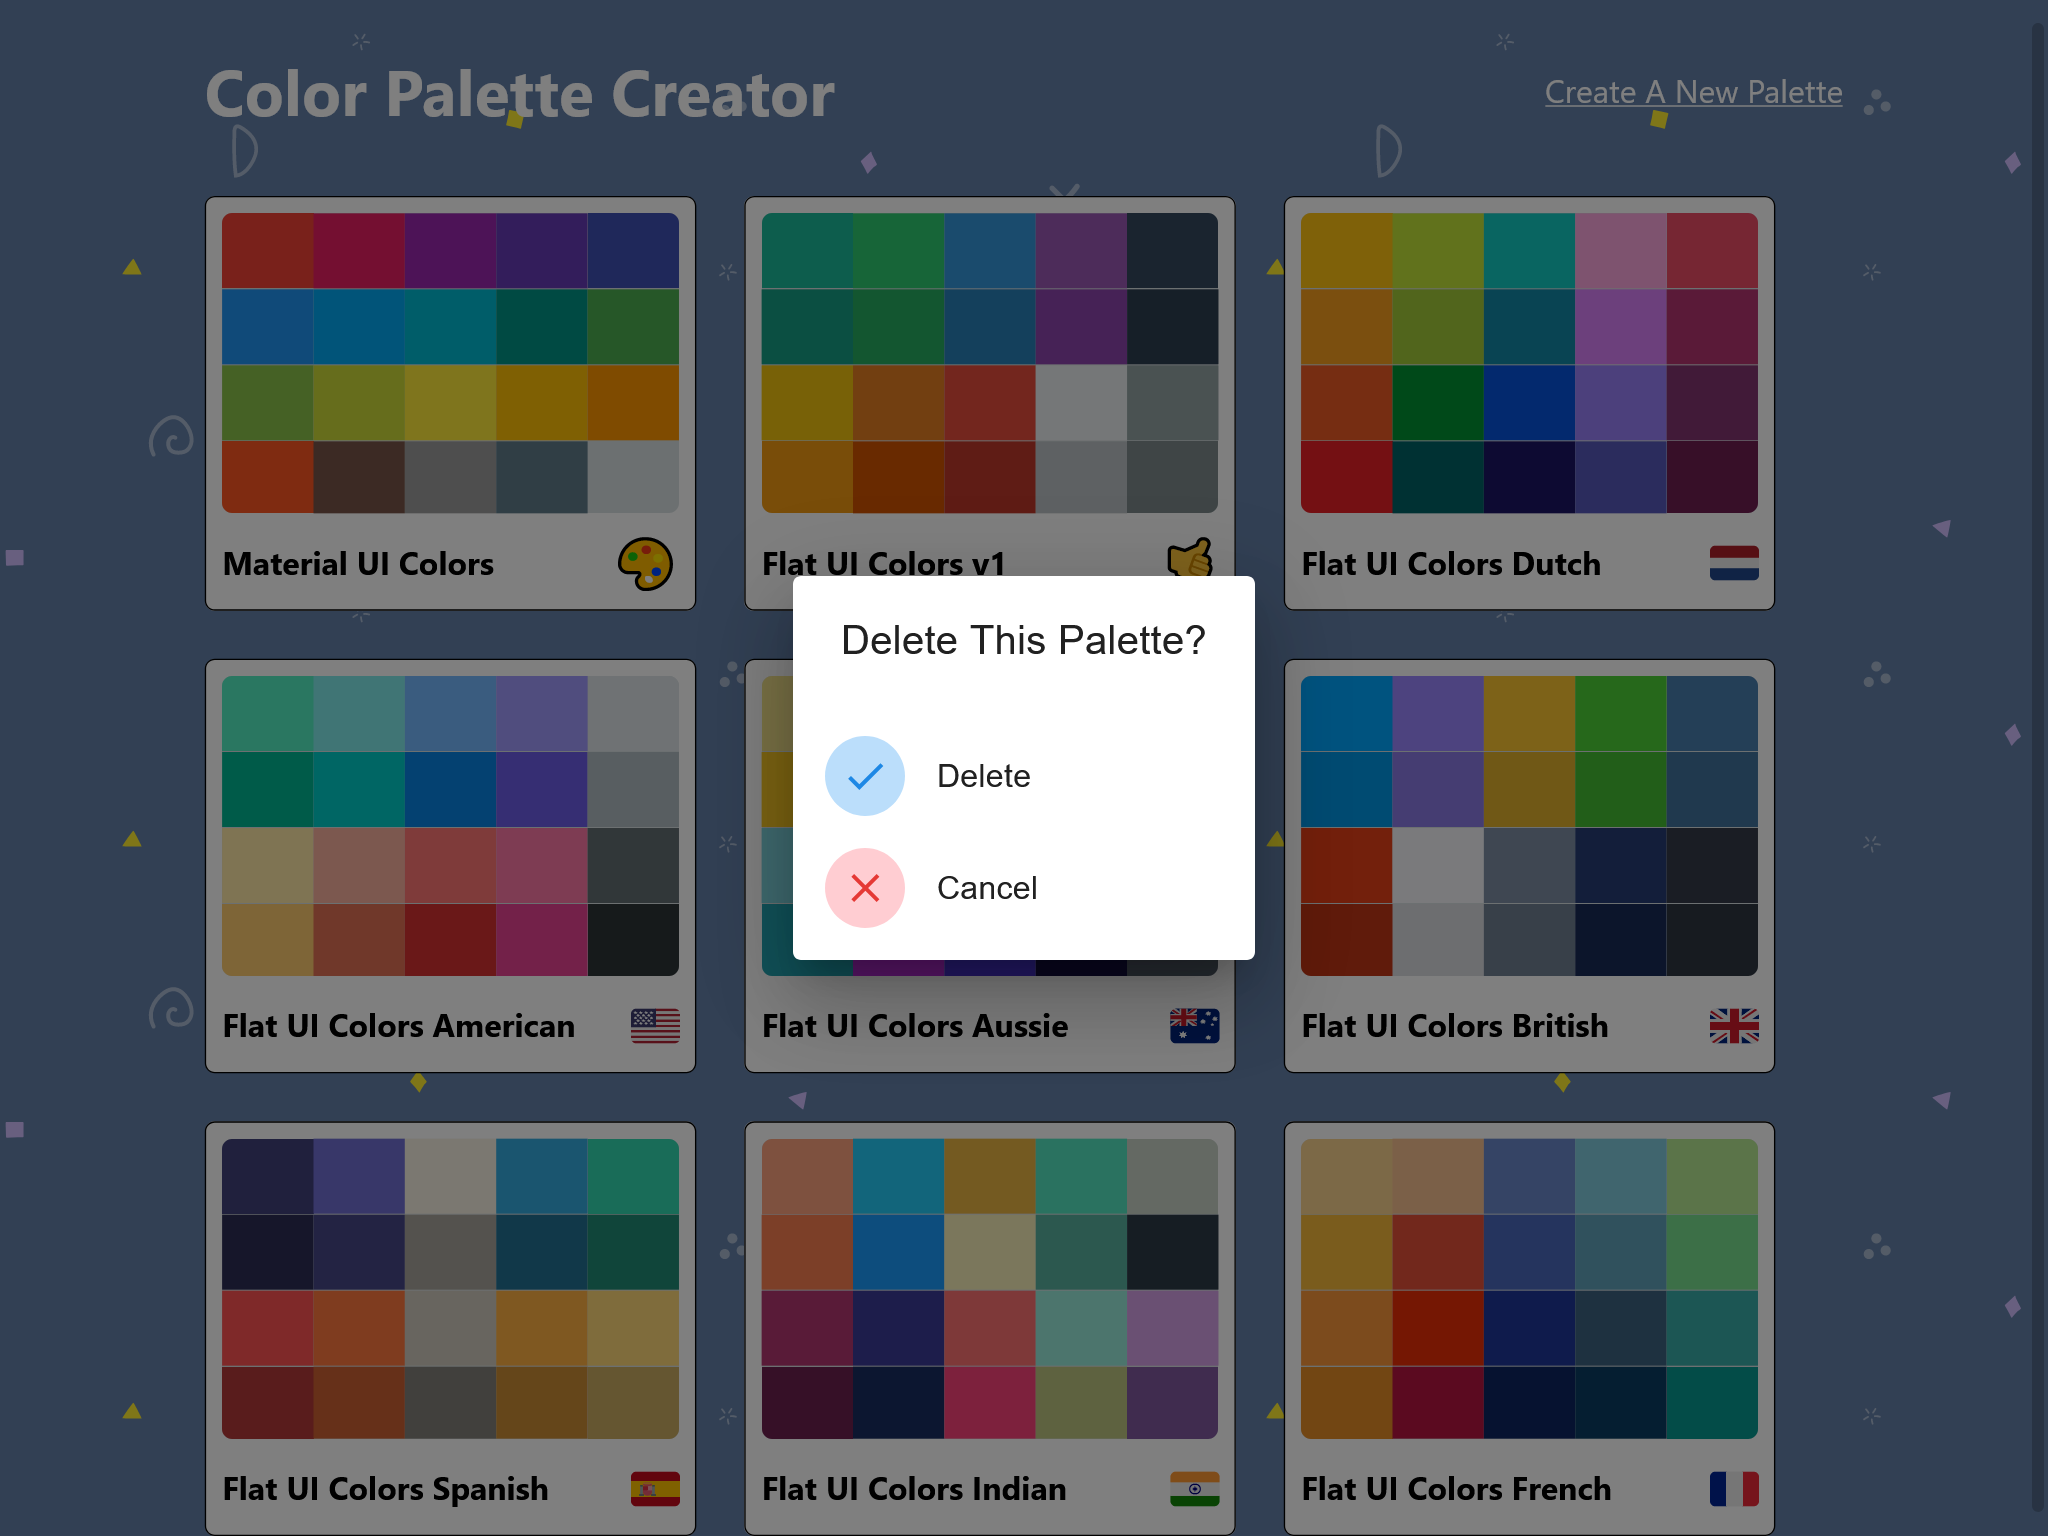 Color Palette Creator
Create A New Palette
Material UI Colors
Flat UI Colors v1
Flat UI Colors Dutch
Delete This Palette?
Delete
Cancel
Flat UI Colors American
Flat UI Colors Aussie
Flat UI Colors British
Flat UI Colors Spanish
Flat UI Colors Indian
Flat UI Colors French